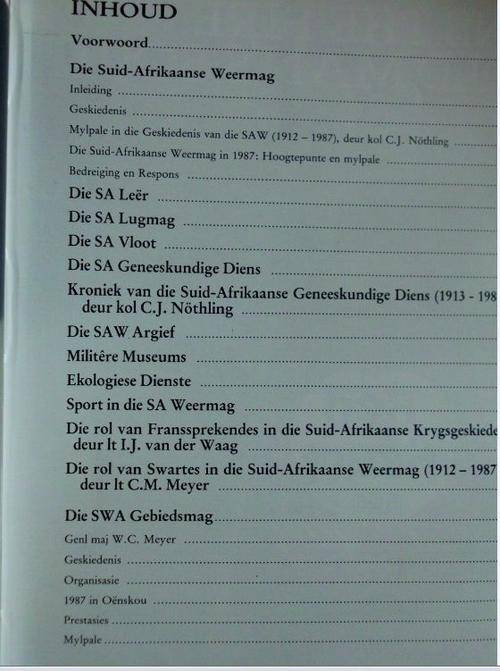 INHOUD
Voorwoord
Die Suid-Afrikaanse Weermag
Inleiding
Geskiedenis
Mylpale in die Geskiedenis van die SAW (1912 – 1987), deur kol C.J. Nöthling
Die Suid-Afrikaanse Weermag in 1987: Hoogtepunte en mylpale
Bedreiging en Respons
Die SA Leër
Die SA Lugmag
Die SA Vloot
Die SA Geneeskundige Diens
Kroniek van die Suid-Afrikaanse Geneeskundige Diens (1913 - 198
deur kol C.J. Nöthling
Die SAW Argief
Militêre Museums
Ekologiese Dienste
Sport in die SA Weermag
Die rol van Franssprekendes in die Suid-Afrikaanse Krygsgeskiede
deur lt I.J. van der Waag
Die rol van Swartes in die Suid-Afrikaanse Weermag (1912 – 1987
deur lt C.M. Meyer
Die SWA Gebiedsmag
Genl maj W.C. Meyer
Geskiedenis
Organisasie
1987 in Oënskou
Prestasies
Mylpale